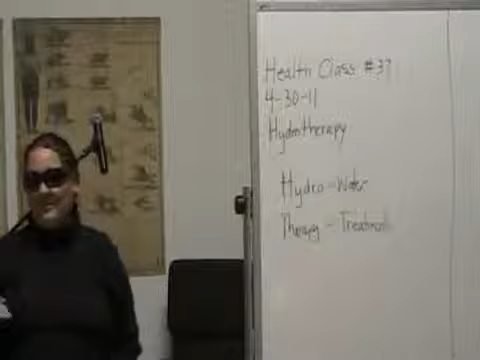 Health Class #37
4-30-11
Hydrotherapy
Hydro - Water
Therapy - Treatment